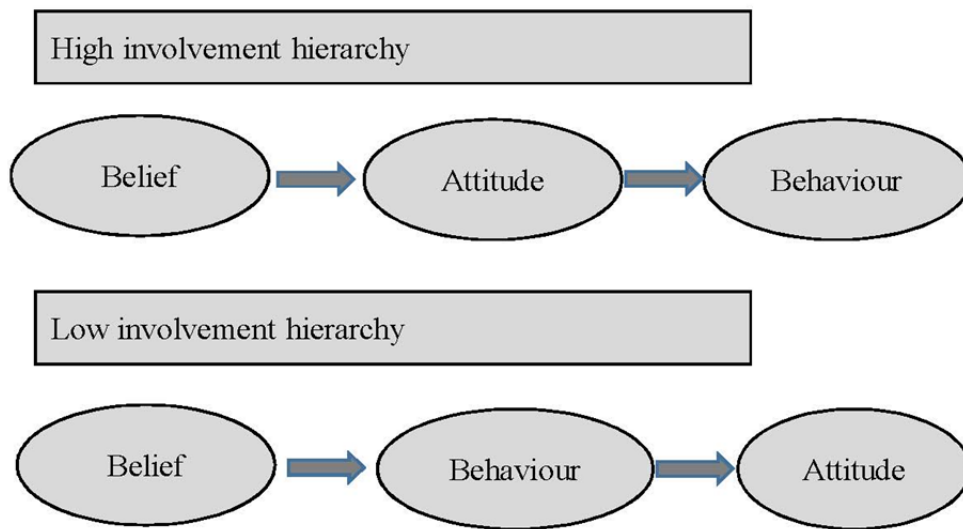 High involvement hierarchy
Belief
Attitude
Behaviour
Low involvement hierarchy
Belief
Behaviour
Attitude